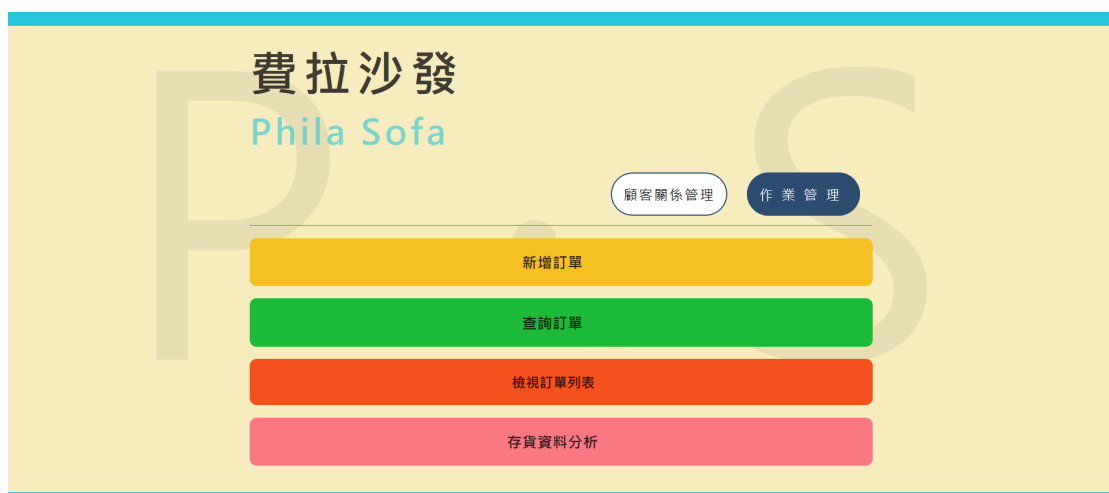 費拉沙發
Phila Sofa
P·S
顧客關係管理
作業管理
新增訂單
查詢訂單
檢視訂單列表
存貨資料分析